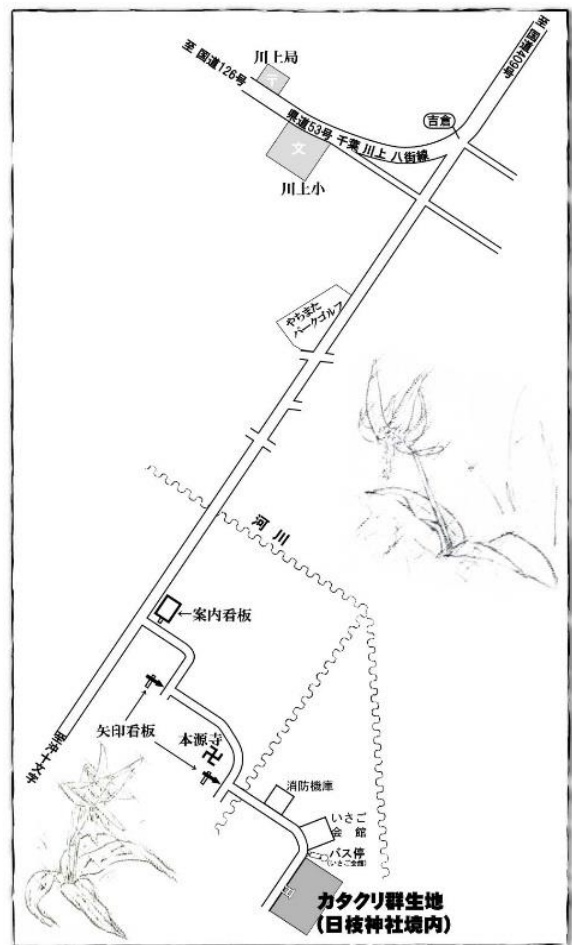 至 国道409号
至 国道126号
川上局
〒
県道53号 千葉 川上 八街線
吉倉
文
川上小
やちまた
パークゴルフ
河川
←案内看板
矢印看板
本源寺
卍
消防機庫
いさご
会館
バス停
(いさご会館)
カタクリ群生地
(日枝神社境内)